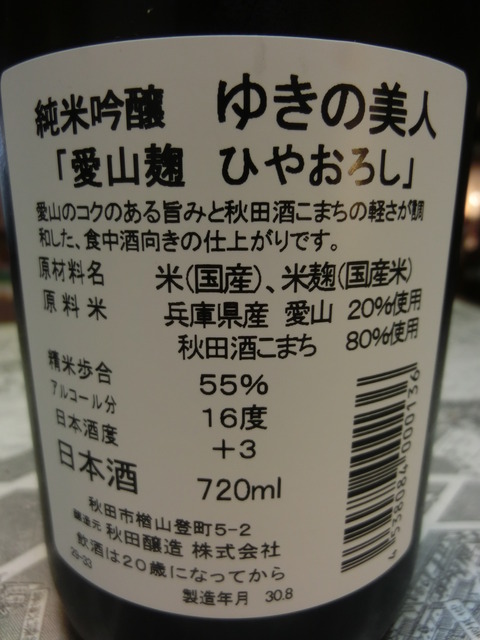 純米吟醸 ゆきの美人
「愛山麹 ひやおろし」
愛山のコクのある旨みと秋田酒こまちの軽さが調
和した、食中酒向きの仕上がりです。
原材料名 米(国産)、米麹(国産米)
原料米 兵庫県産 愛山 20%使用
秋田酒こまち 80%使用
精米歩合 55%
アルコール分 16度
日本酒度 +3
日本酒 720ml
秋田市楢山登町5-2
醸造元 秋田醸造 株式会社
飲酒は20歳になってから
29-33
製造年月 30.8
4538084000136